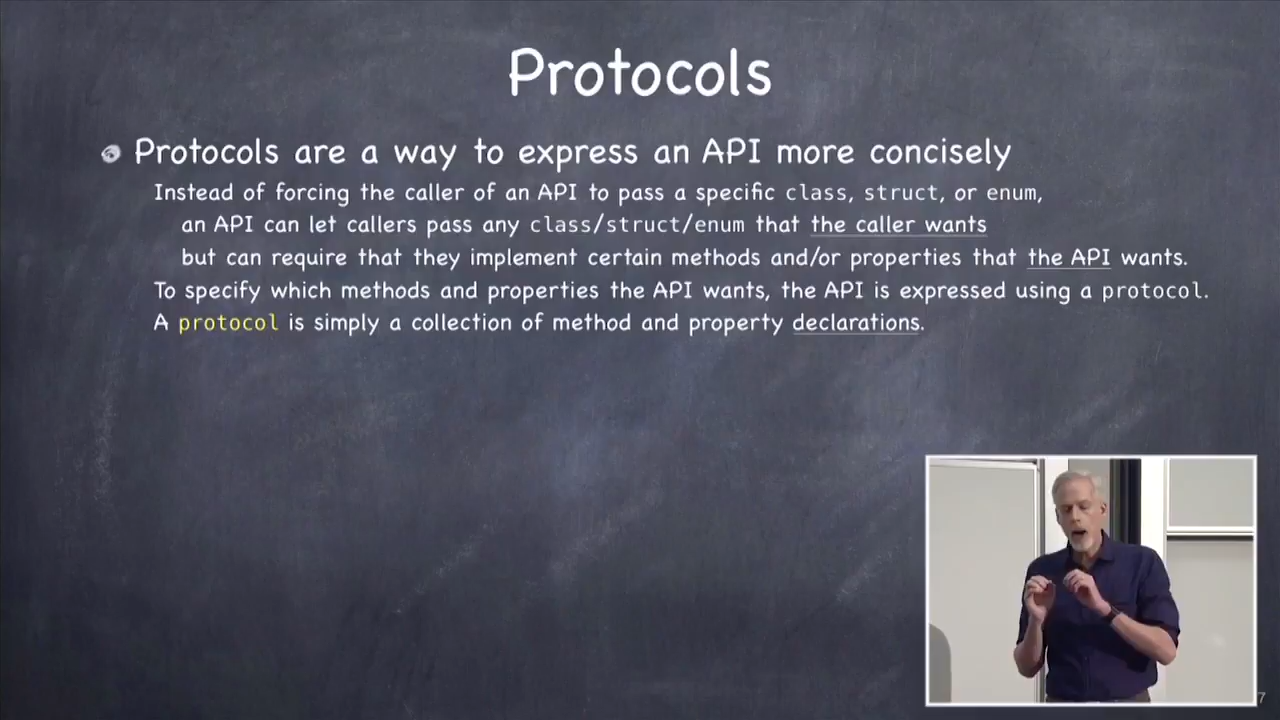 Protocols
Protocols are a way to express an API more concisely
Instead of forcing the caller of an API to pass a specific class, struct, or enum,
an API can let callers pass any class/struct/enum that the caller wants
but can require that they implement certain methods and/or properties that the API wants.
To specify which methods and properties the API wants, the API is expressed using a protocol.
A protocol is simply a collection of method and property declarations.
7